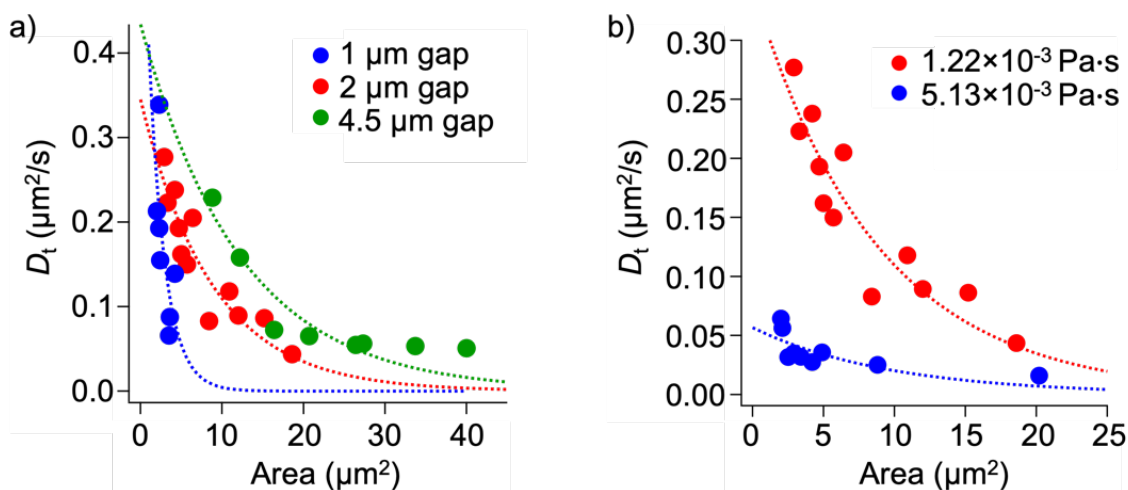 a)
0.4
0.3
0.2
0.1
0.0
Dt (μm²/s)
0 10 20 30 40
Area (μm²)
1 μm gap
2 μm gap
4.5 μm gap
b)
0.30
0.25
0.20
0.15
0.10
0.05
0.00
Dt (μm²/s)
0 5 10 15 20 25
Area (μm²)
1.22×10⁻³ Pa·s
5.13×10⁻³ Pa·s